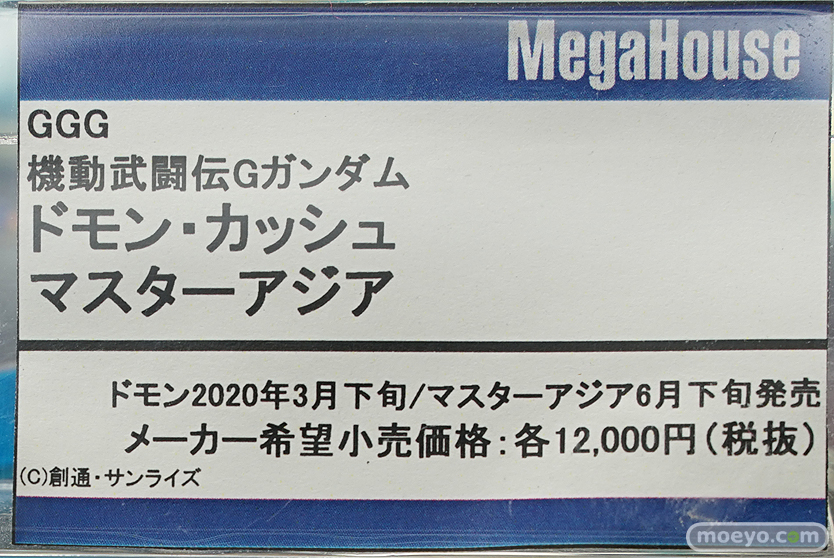 MegaHouse
GGG
機動武闘伝Gガンダム
ドモン・カッシュ
マスターアジア
ドモン2020年3月下旬/マスターアジア6月下旬発売
メーカー希望小売価格:各12,000円(税抜)
(C)創通・サンライズ
moeyo.com